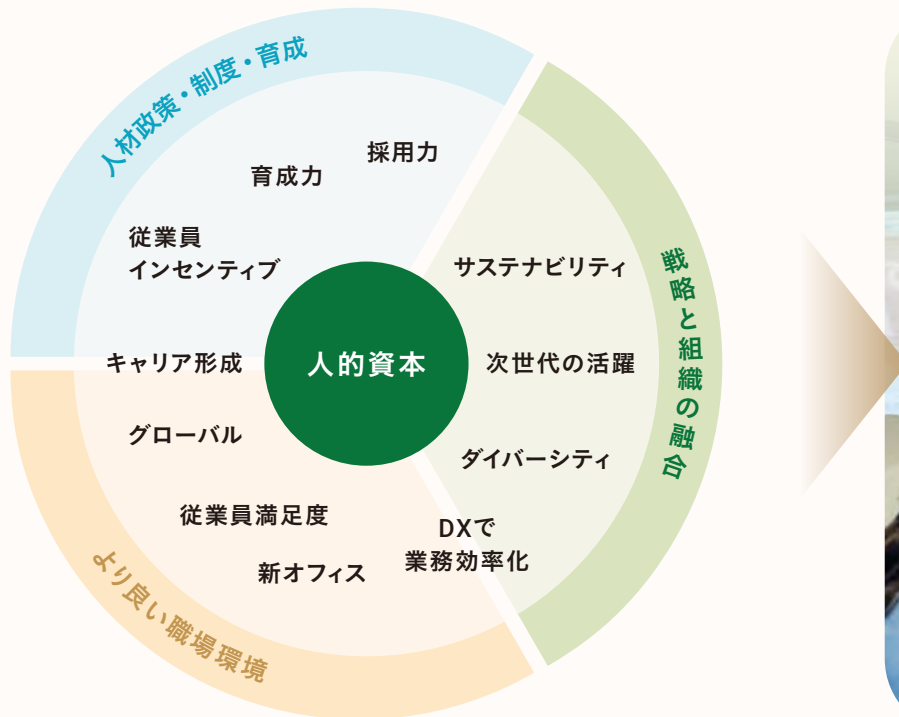 人材政策・制度・育成
採用力
育成力
従業員
インセンティブ
キャリア形成
人的資本
サステナビリティ
次世代の活躍
ダイバーシティ
戦略と組織の融合
グローバル
従業員満足度
新オフィス
DXで
業務効率化
より良い職場環境